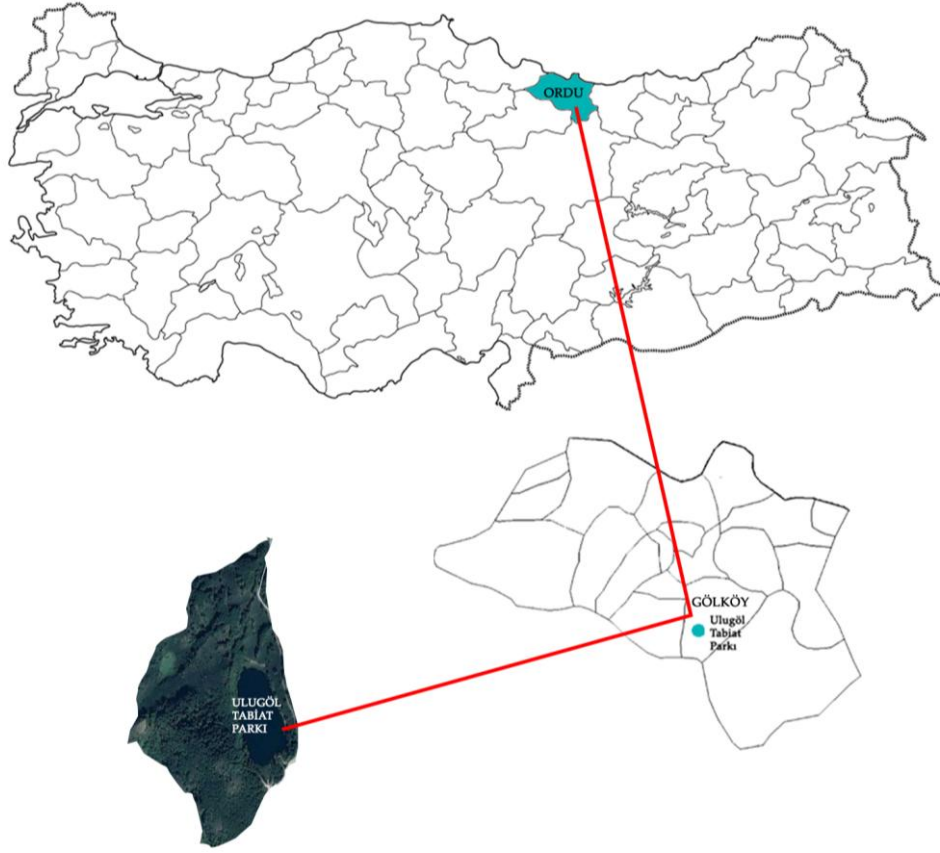 ORDU
GÖLKÖY
Ulugöl
Tabiat
Parkı
ULUGÖL
TABİAT
PARKI